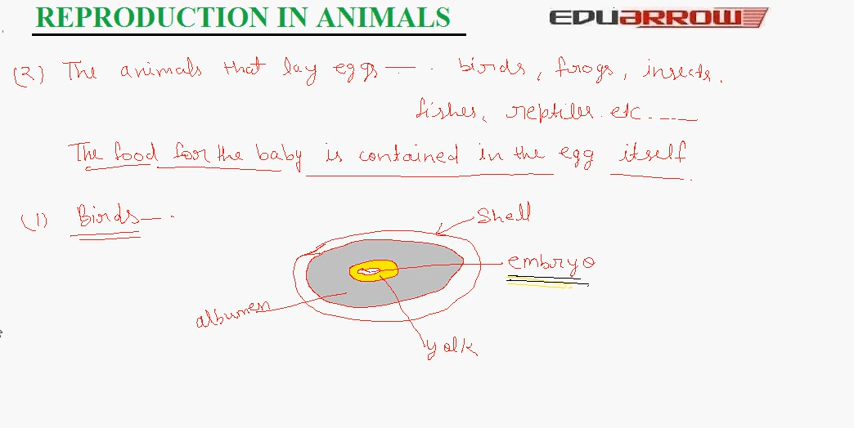 REPRODUCTION IN ANIMALS
EDUARROW
(2) The animals that lay eggs — . birds, frogs, insects.
fishes, reptiles. etc. ----
The food for the baby is contained in the egg itself.
(1) Birds — .
Shell
embryo
albumen
yolk